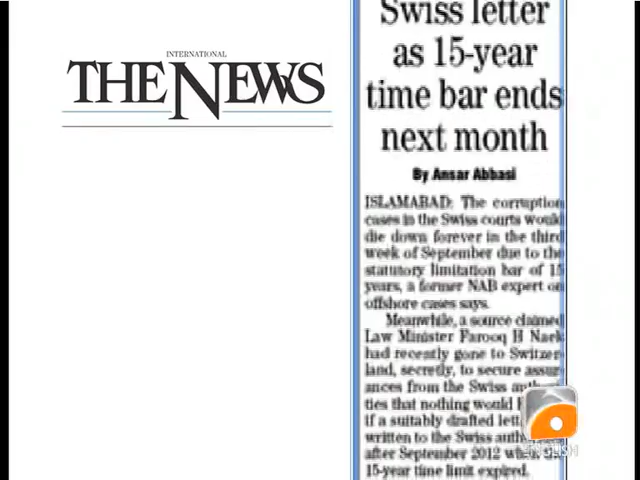 INTERNATIONAL
THE NEWS
Swiss letter
as 15-year
time bar ends
next month
By Ansar Abbasi
ISLAMABAD: The corruption
cases in the Swiss courts would
die down forever in the third
week of September due to the
statutory limitation bar of 15
years, a former NAB expert on
offshore cases says.
Meanwhile, a source claimed
Law Minister Farooq H Naek
had recently gone to Switzer-
land, secretly, to secure assur-
ances from the Swiss
ties that nothing would
if a suitably drafted
written to the Swiss
after September 2012
15-year time limit expired.
ENGLISH